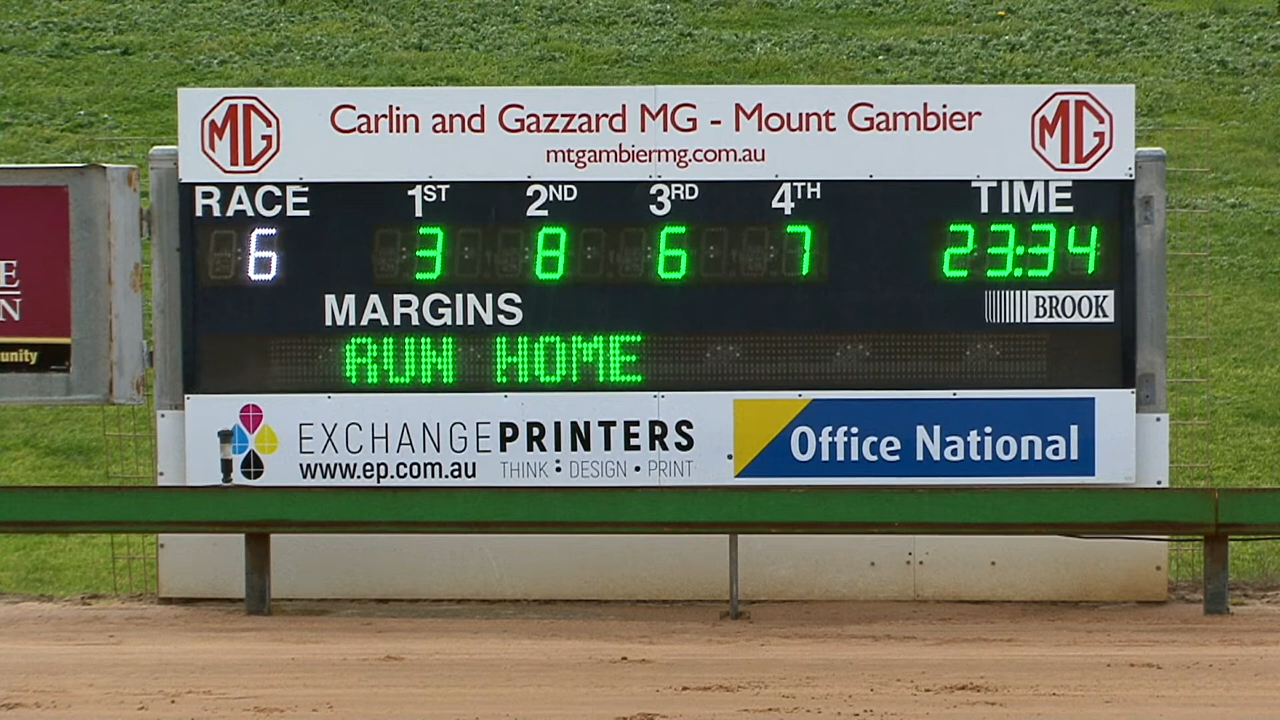 MG Carlin and Gazzard MG - Mount Gambier MG
mtgambiermg.com.au
RACE 1ST 2ND 3RD 4TH TIME
6 3 8 6 7 23:34
MARGINS BROOK
RUN HOME
EXCHANGEPRINTERS
www.ep.com.au THINK : DESIGN • PRINT
Office National
E
N
unity